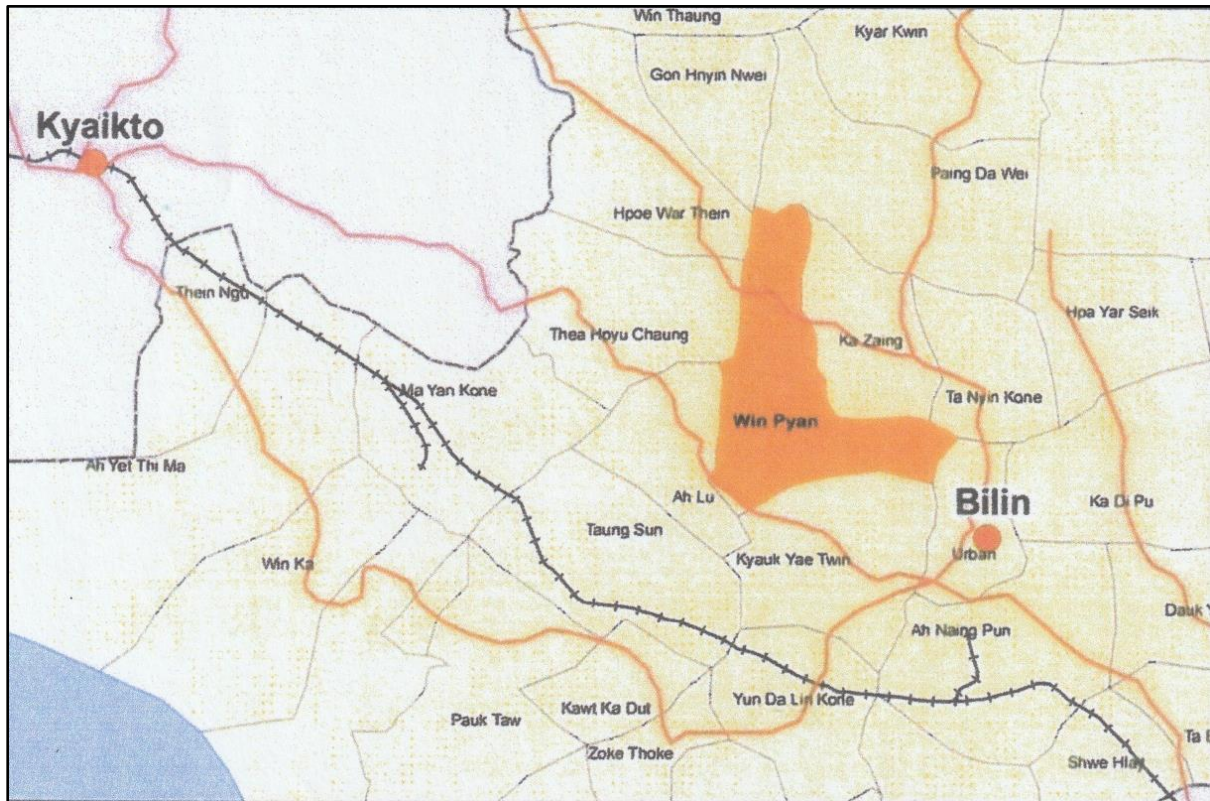 Win Thaung
Kyar Kwin
Gon Hnyin Nwei
Kyaikto
Paing Da Wei
Hpoe War Thein
Thein Ngu
Hpa Yar Seik
Thea Hpyu Chaung
Ka Zaing
Ma Yan Kone
Ta Nyin Kone
Win Pyan
Ah Yet Thi Ma
Ah Lu
Bilin
Ka Di Pu
Taung Sun
Urban
Kyauk Yae Twin
Win Ka
Dauk Y
Ah Naing Pun
Yun Da Lin Kone
Kawt Ka Dut
Pauk Taw
Zoke Thoke
Shwe Hlay